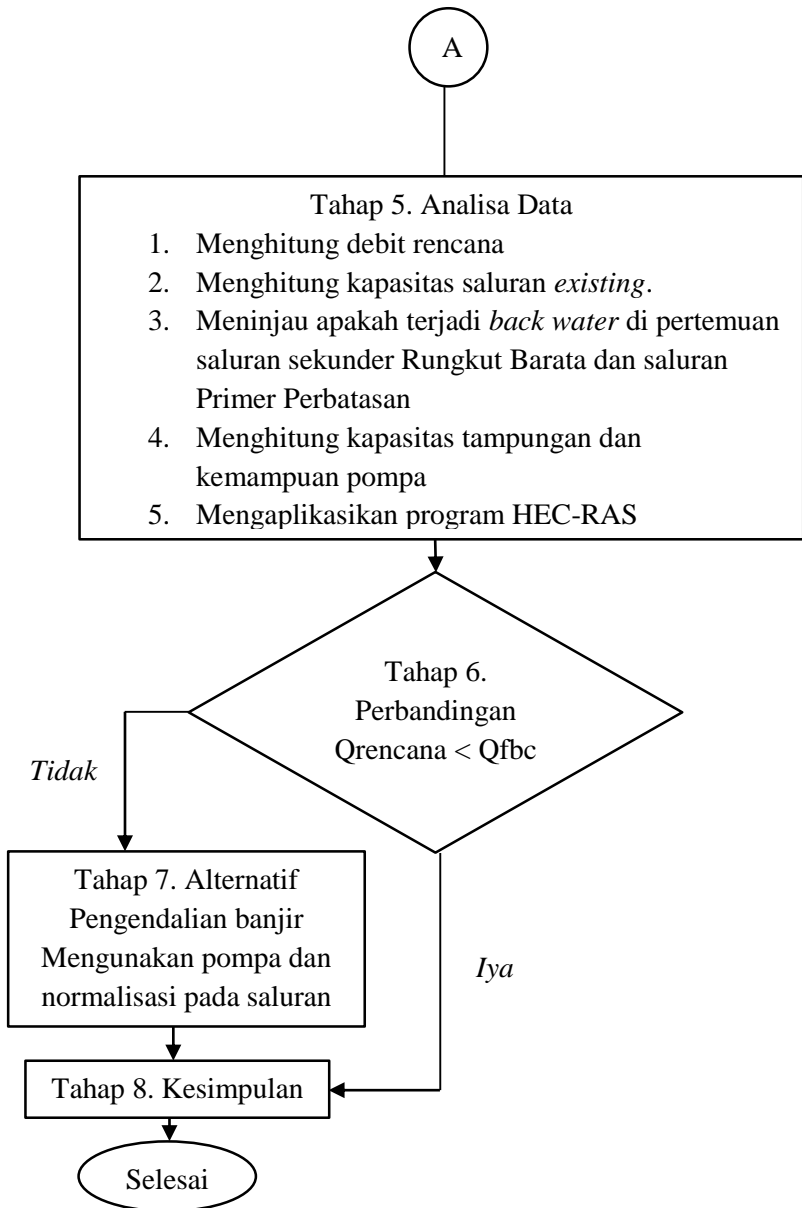 A
Tahap 5. Analisa Data
1. Menghitung debit rencana
2. Menghitung kapasitas saluran existing.
3. Meninjau apakah terjadi back water di pertemuan
saluran sekunder Rungkut Barata dan saluran
Primer Perbatasan
4. Menghitung kapasitas tampungan dan
kemampuan pompa
5. Mengaplikasikan program HEC-RAS
Tahap 6.
Perbandingan
Qrencana < Qfbc
Tidak
Tahap 7. Alternatif
Pengendalian banjir
Mengunakan pompa dan
normalisasi pada saluran
Iya
Tahap 8. Kesimpulan
Selesai